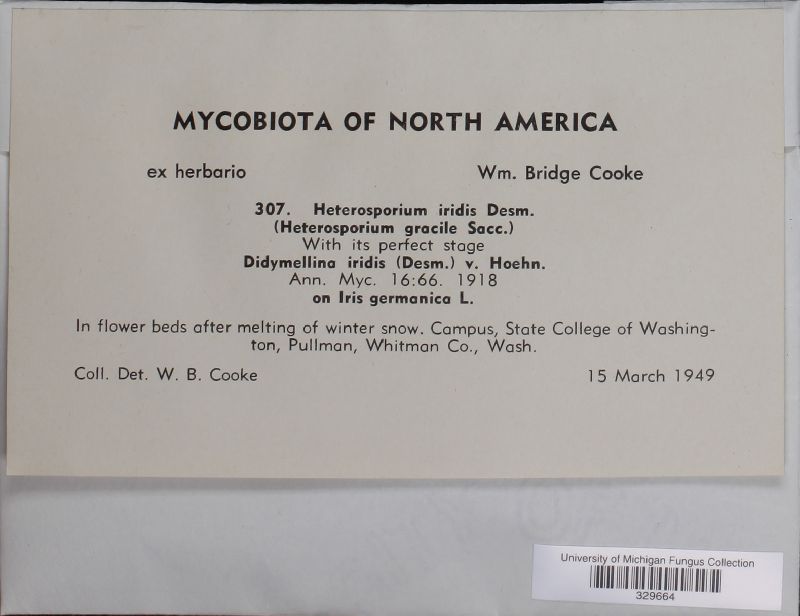 MYCOBIOTA OF NORTH AMERICA
ex herbario Wm. Bridge Cooke
307. Heterosporium iridis Desm.
(Heterosporium gracile Sacc.)
With its perfect stage
Didymellina iridis (Desm.) v. Hoehn.
Ann. Myc. 16:66. 1918
on Iris germanica L.
In flower beds after melting of winter snow. Campus, State College of Washing-
ton, Pullman, Whitman Co., Wash.
Coll. Det. W. B. Cooke 15 March 1949
University of Michigan Fungus Collection
329664